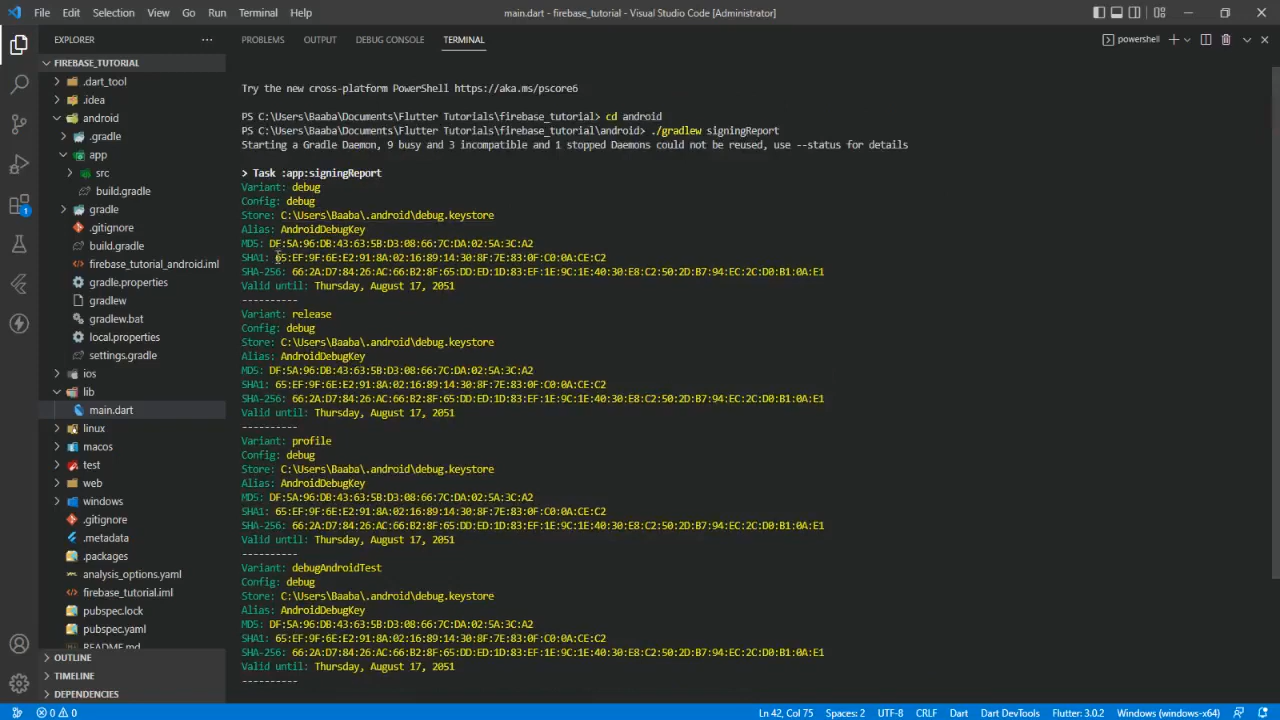 File Edit Selection View Go Run Terminal Help
main.dart - firebase_tutorial - Visual Studio Code [Administrator]
EXPLORER
FIREBASE_TUTORIAL
.dart_tool
.idea
android
.gradle
app
src
build.gradle
gradle
.gitignore
build.gradle
firebase_tutorial_android.iml
gradle.properties
gradlew
gradlew.bat
local.properties
settings.gradle
ios
lib
main.dart
linux
macos
test
web
windows
.gitignore
.metadata
.packages
analysis_options.yaml
firebase_tutorial.iml
pubspec.lock
pubspec.yaml
README.md
OUTLINE
TIMELINE
DEPENDENCIES
1
PROBLEMS OUTPUT DEBUG CONSOLE TERMINAL
powershell
Try the new cross-platform PowerShell https://aka.ms/pscore6
PS C:\Users\Baaba\Documents\Flutter Tutorials\firebase_tutorial> cd android
PS C:\Users\Baaba\Documents\Flutter Tutorials\firebase_tutorial\android> ./gradlew signingReport
Starting a Gradle Daemon, 9 busy and 3 incompatible and 1 stopped Daemons could not be reused, use --status for details
> Task :app:signingReport
Variant: debug
Config: debug
Store: C:\Users\Baaba\.android\debug.keystore
Alias: AndroidDebugKey
MD5: DF:5A:96:DB:43:63:5B:D3:08:66:7C:DA:02:5A:3C:A2
SHA1: 65:EF:9F:6E:E2:91:8A:02:16:89:14:30:8F:7E:83:0F:C0:0A:CE:C2
SHA-256: 66:2A:D7:84:26:AC:66:B2:8F:65:DD:ED:1D:83:EF:1E:9C:1E:40:30:E8:C2:50:2D:B7:94:EC:2C:D0:B1:0A:E1
Valid until: Thursday, August 17, 2051
----------
Variant: release
Config: debug
Store: C:\Users\Baaba\.android\debug.keystore
Alias: AndroidDebugKey
MD5: DF:5A:96:DB:43:63:5B:D3:08:66:7C:DA:02:5A:3C:A2
SHA1: 65:EF:9F:6E:E2:91:8A:02:16:89:14:30:8F:7E:83:0F:C0:0A:CE:C2
SHA-256: 66:2A:D7:84:26:AC:66:B2:8F:65:DD:ED:1D:83:EF:1E:9C:1E:40:30:E8:C2:50:2D:B7:94:EC:2C:D0:B1:0A:E1
Valid until: Thursday, August 17, 2051
----------
Variant: profile
Config: debug
Store: C:\Users\Baaba\.android\debug.keystore
Alias: AndroidDebugKey
MD5: DF:5A:96:DB:43:63:5B:D3:08:66:7C:DA:02:5A:3C:A2
SHA1: 65:EF:9F:6E:E2:91:8A:02:16:89:14:30:8F:7E:83:0F:C0:0A:CE:C2
SHA-256: 66:2A:D7:84:26:AC:66:B2:8F:65:DD:ED:1D:83:EF:1E:9C:1E:40:30:E8:C2:50:2D:B7:94:EC:2C:D0:B1:0A:E1
Valid until: Thursday, August 17, 2051
----------
Variant: debugAndroidTest
Config: debug
Store: C:\Users\Baaba\.android\debug.keystore
Alias: AndroidDebugKey
MD5: DF:5A:96:DB:43:63:5B:D3:08:66:7C:DA:02:5A:3C:A2
SHA1: 65:EF:9F:6E:E2:91:8A:02:16:89:14:30:8F:7E:83:0F:C0:0A:CE:C2
SHA-256: 66:2A:D7:84:26:AC:66:B2:8F:65:DD:ED:1D:83:EF:1E:9C:1E:40:30:E8:C2:50:2D:B7:94:EC:2C:D0:B1:0A:E1
Valid until: Thursday, August 17, 2051
----------
0 0 Ln 42, Col 75 Spaces: 2 UTF-8 CRLF Dart Dart DevTools Flutter: 3.0.2 Windows (windows-x64)